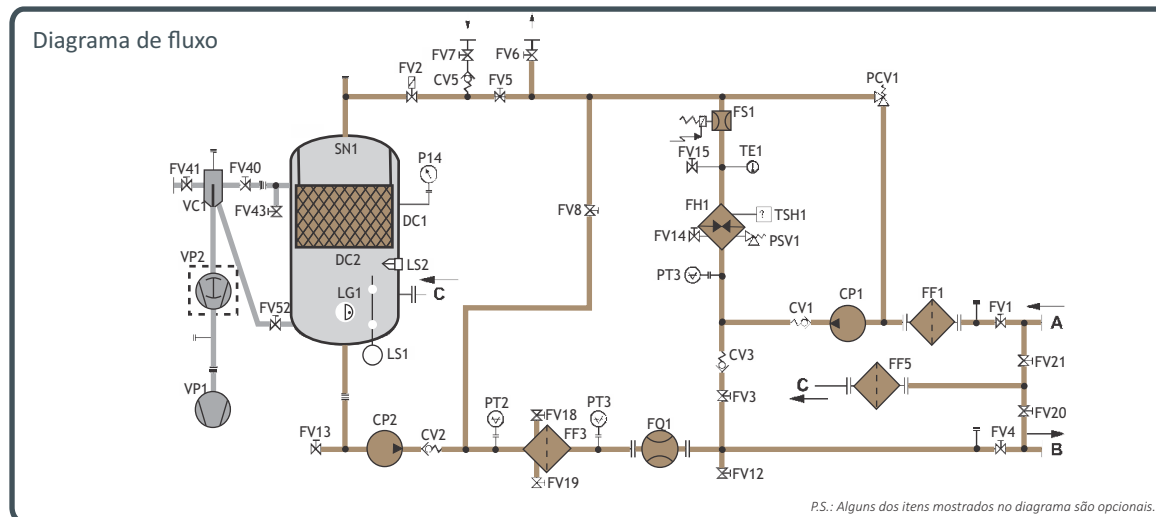 Diagrama de fluxo
FV7
FV6
FV2
CV5
FV5
PCV1
FS1
SN1
P14
FV15
TE1
FV41
FV40
VC1
FV43
DC1
FV8
FH1
TSH1
?
FV14
PSV1
DC2
LS2
VP2
PT3
LG1
C
FV52
CV1
CP1
FF1
FV1
A
LS1
CV3
FV21
FF5
C
VP1
FV3
FV20
PT2
FV18
PT3
CP2
FV13
CV2
FF3
FQ1
FV4
B
FV12
FV19
P.S.: Alguns dos itens mostrados no diagrama são opcionais.